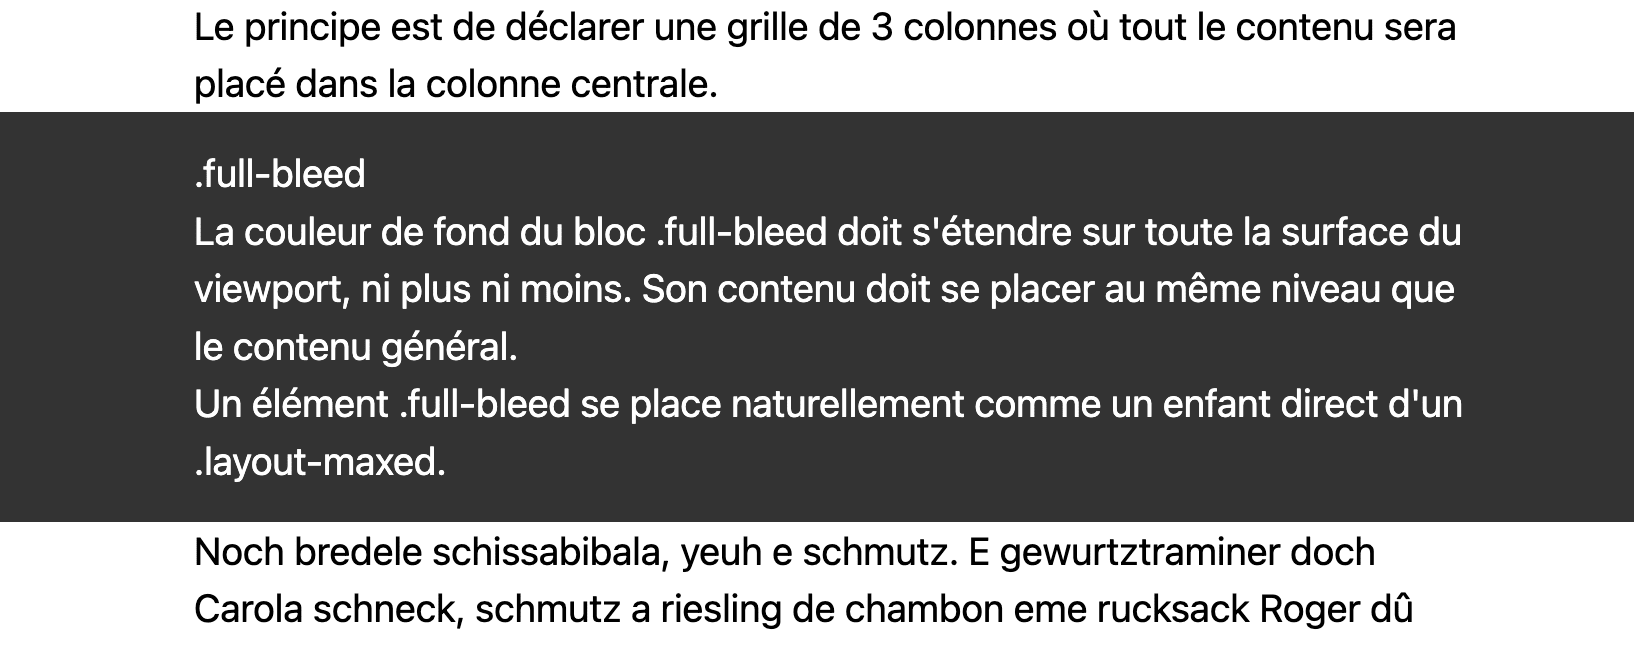 Le principe est de déclarer une grille de 3 colonnes où tout le contenu sera
placé dans la colonne centrale.
.full-bleed
La couleur de fond du bloc .full-bleed doit s'étendre sur toute la surface du
viewport, ni plus ni moins. Son contenu doit se placer au même niveau que
le contenu général.
Un élément .full-bleed se place naturellement comme un enfant direct d'un
.layout-maxed.
Noch bredele schissabibala, yeuh e schmutz. E gewurtztraminer doch
Carola schneck, schmutz a riesling de chambon eme rucksack Roger dû